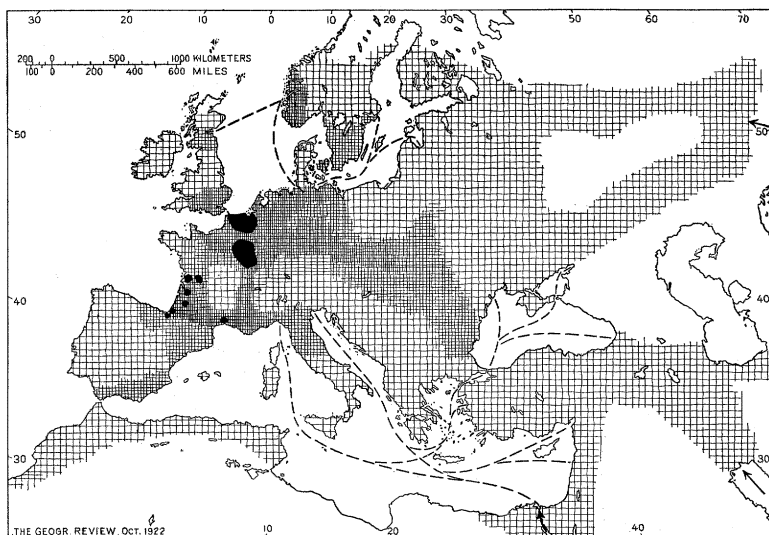 30 20 10 0 10 20 30 40 50 60 70
200 0 500 1000 KILOMETERS
100 0 200 400 600 MILES
50 50
40 40
30 30
THE GEOGR. REVIEW, OCT. 1922 10 20 40